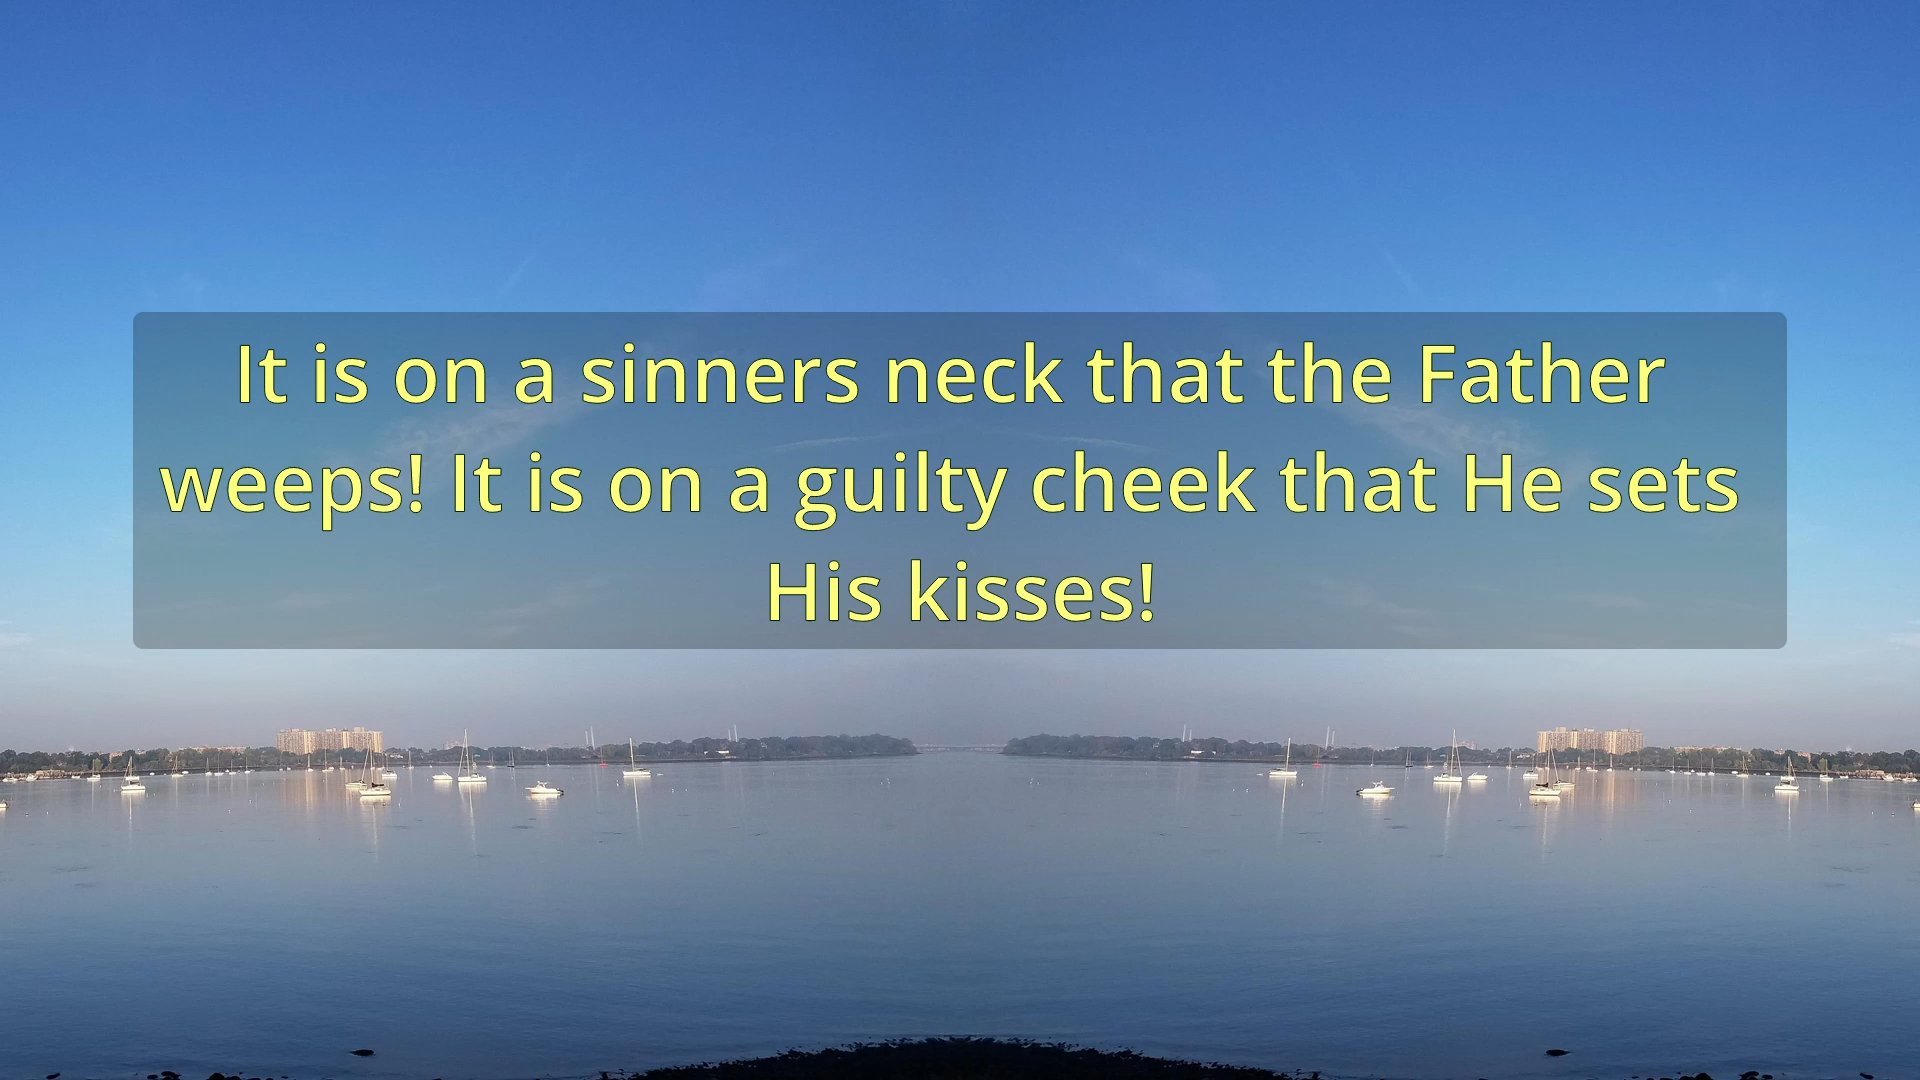 It is on a sinners neck that the Father
weeps! It is on a guilty cheek that He sets
His kisses!